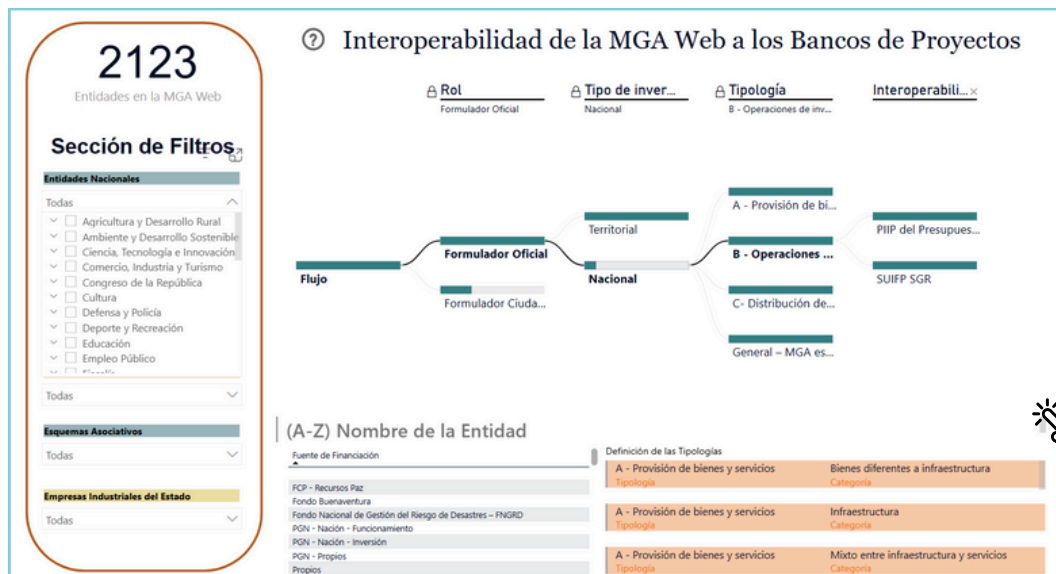 2123
Entidades en la MGA Web
Sección de Filtros
Entidades Nacionales
Todas
Agricultura y Desarrollo Rural
Ambiente y Desarrollo Sostenible
Ciencia, Tecnología e Innovación
Comercio, Industria y Turismo
Congreso de la República
Cultura
Defensa y Policía
Deporte y Recreación
Educación
Empleo Público
Todas
Esquemas Asociativos
Todas
Empresas Industriales del Estado
Todas
Interoperabilidad de la MGA Web a los Bancos de Proyectos
Rol
Formulador Oficial
Tipo de inver...
Nacional
Tipología
B - Operaciones de inv...
Interoperabili...
Flujo
Formulador Oficial
Formulador Ciuda...
Territorial
Nacional
A - Provisión de bi...
B - Operaciones ...
C- Distribución de...
General – MGA es...
PIIP del Presupues...
SUIFP SGR
(A-Z) Nombre de la Entidad
Fuente de Financiación
FCP - Recursos Paz
Fondo Buenaventura
Fondo Nacional de Gestión del Riesgo de Desastres – FNGRD
PGN - Nación - Funcionamiento
PGN - Nación - Inversión
PGN - Propios
Propios
Definición de las Tipologías
A - Provisión de bienes y servicios Bienes diferentes a infraestructura
Tipología Categoría
A - Provisión de bienes y servicios Infraestructura
Tipología Categoría
A - Provisión de bienes y servicios Mixto entre infraestructura y servicios
Tipología Categoría